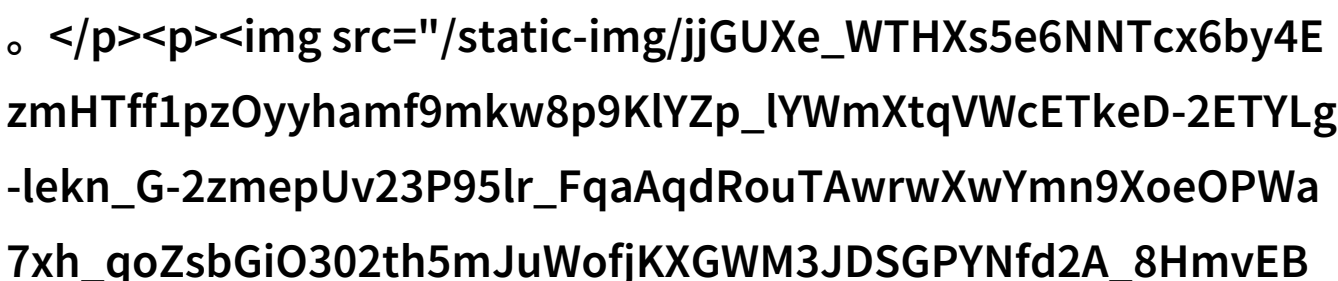 。</p><p><img src="/static-img/jjGUXe_WTHXs5e6NNTcx6by4E
zmHTff1pzOyyhamf9mkw8p9KlYZp_lYWmXtqVWcETkeD-2ETYLg
-lekn_G-2zmepUv23P95lr_FqaAqdRouTAwrwXwYmn9XoeOPWa
7xh_qoZsbGiO302th5mJuWofjKXGWM3JDSGPYNfd2A_8HmvEB